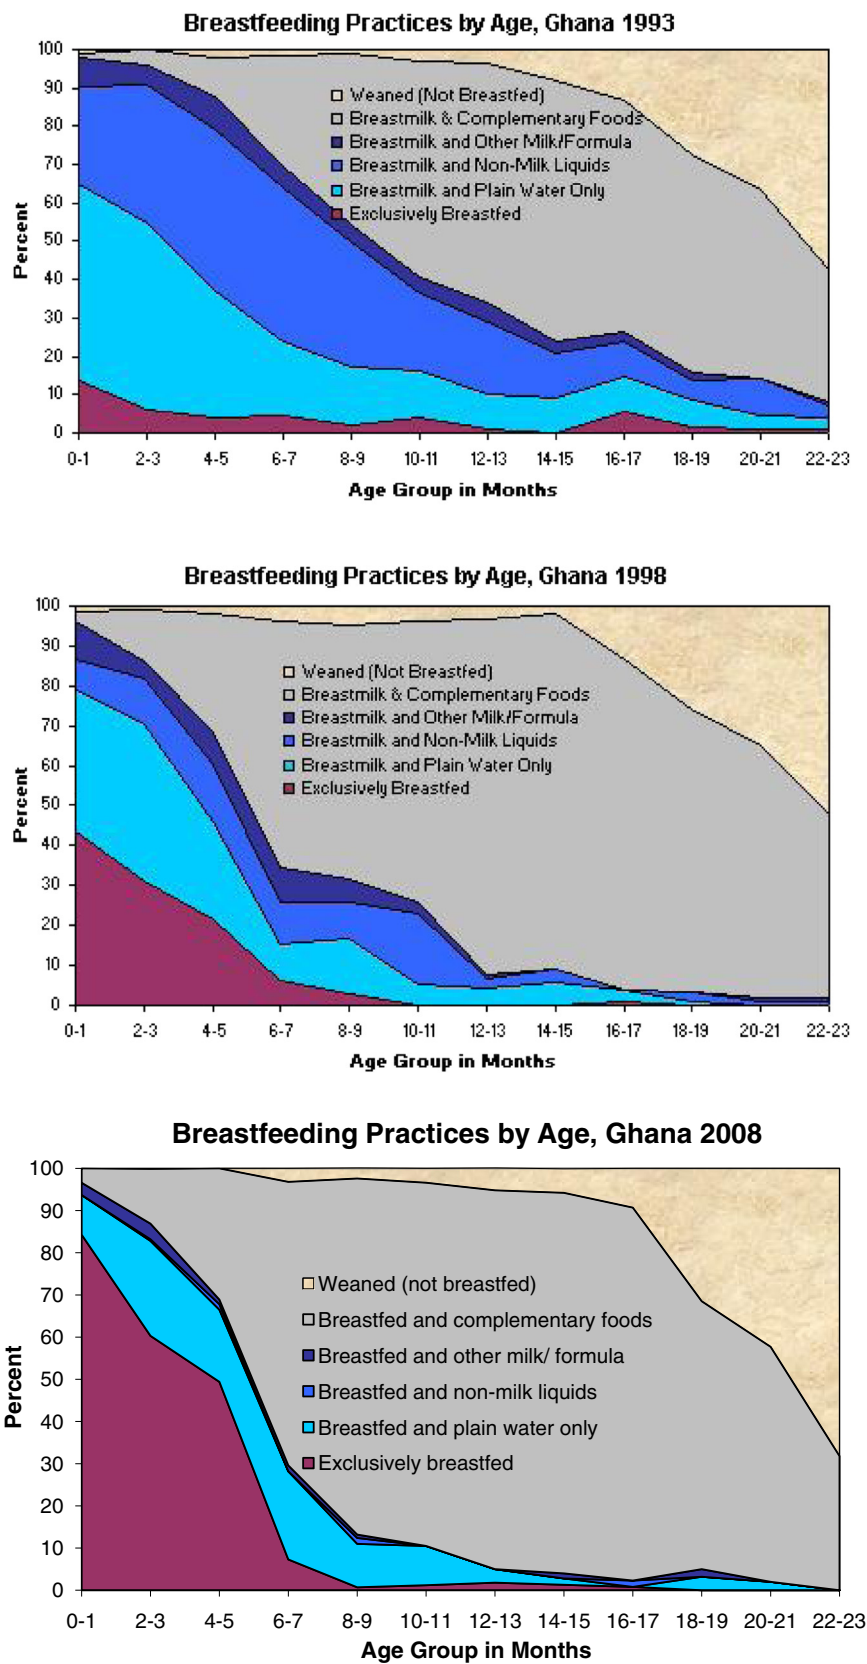 Breastfeeding Practices by Age, Ghana 1993
100
90
80
70
60
50
40
30
20
10
0
Percent
Weaned (Not Breastfed)
Breastmilk & Complementary Foods
Breastmilk and Other Milk/Formula
Breastmilk and Non-Milk Liquids
Breastmilk and Plain Water Only
Exclusively Breastfed
0-1 2-3 4-5 6-7 8-9 10-11 12-13 14-15 16-17 18-19 20-21 22-23
Age Group in Months
Breastfeeding Practices by Age, Ghana 1998
100
90
80
70
60
50
40
30
20
10
0
Percent
Weaned (Not Breastfed)
Breastmilk & Complementary Foods
Breastmilk and Other Milk/Formula
Breastmilk and Non-Milk Liquids
Breastmilk and Plain Water Only
Exclusively Breastfed
0-1 2-3 4-5 6-7 8-9 10-11 12-13 14-15 16-17 18-19 20-21 22-23
Age Group in Months
Breastfeeding Practices by Age, Ghana 2008
100
90
80
70
60
50
40
30
20
10
0
Percent
Weaned (not breastfed)
Breastfed and complementary foods
Breastfed and other milk/ formula
Breastfed and non-milk liquids
Breastfed and plain water only
Exclusively breastfed
0-1 2-3 4-5 6-7 8-9 10-11 12-13 14-15 16-17 18-19 20-21 22-23
Age Group in Months